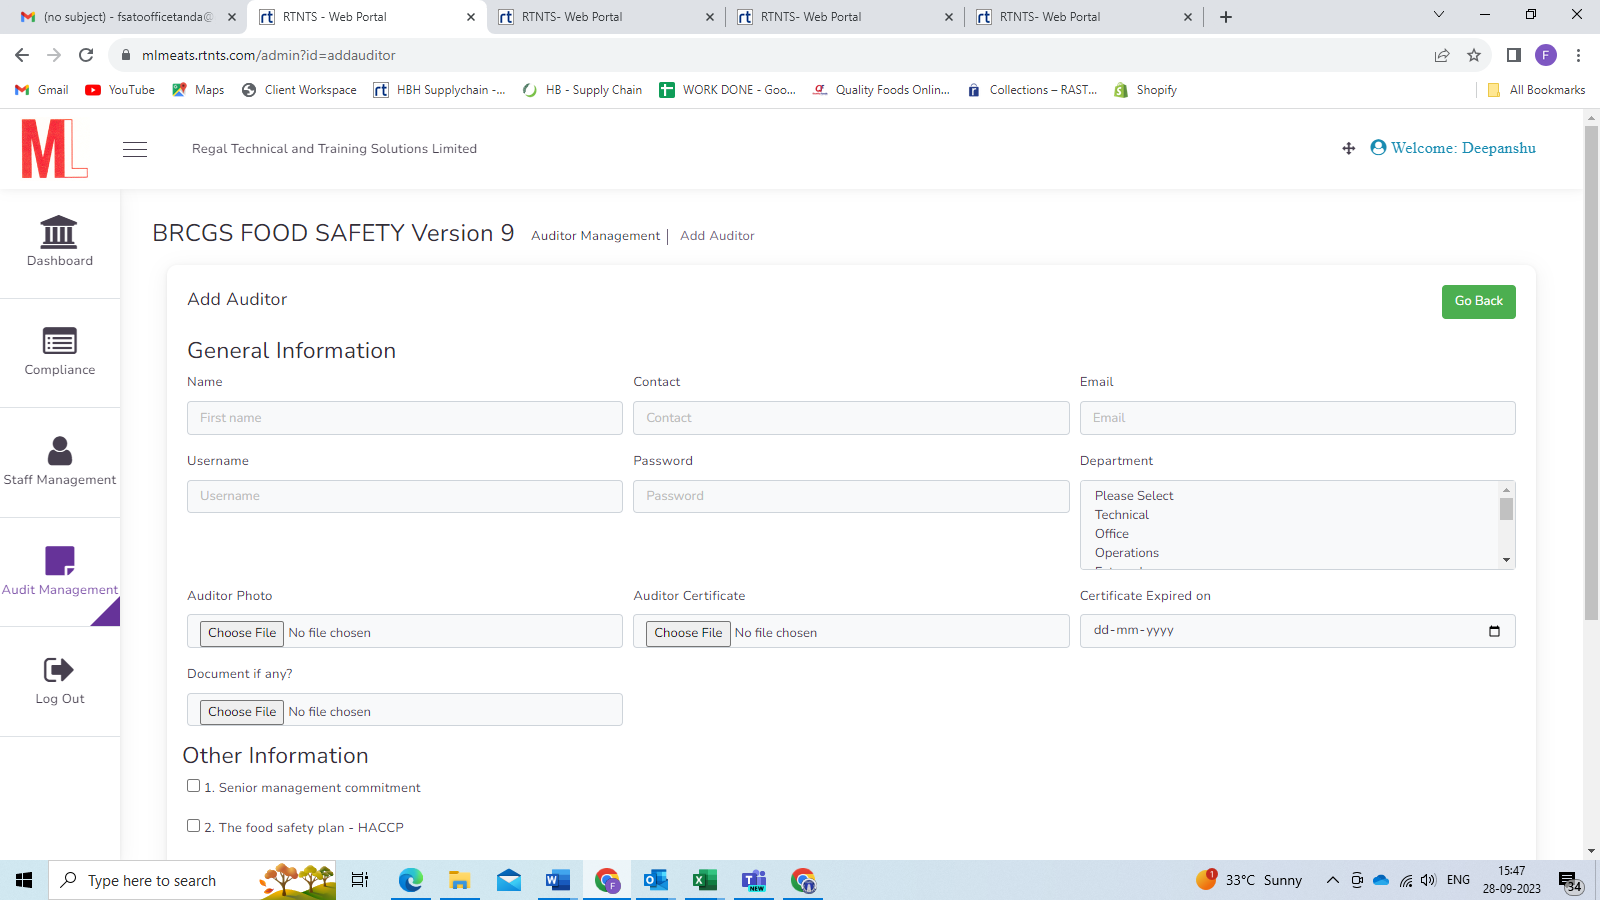 (no subject) - fsatoofficetanda@
RTNTS - Web Portal
RTNTS- Web Portal
RTNTS- Web Portal
RTNTS- Web Portal
mlmeats.rtnts.com/admin?id=addauditor
F
Gmail
YouTube
Maps
Client Workspace
rt HBH Supplychain -...
HB - Supply Chain
WORK DONE - Goo...
Quality Foods Onlin...
Collections – RAST...
Shopify
All Bookmarks
ML
Regal Technical and Training Solutions Limited
Welcome: Deepanshu
Dashboard
Compliance
Staff Management
Audit Management
Log Out
BRCGS FOOD SAFETY Version 9
Auditor Management | Add Auditor
Add Auditor
Go Back
General Information
Name
Contact
Email
First name
Contact
Email
Username
Password
Department
Username
Password
Please Select
Technical
Office
Operations
Auditor Photo
Auditor Certificate
Certificate Expired on
Choose File No file chosen
Choose File No file chosen
dd-mm-yyyy
Document if any?
Choose File No file chosen
Other Information
1. Senior management commitment
2. The food safety plan - HACCP
Type here to search
33°C Sunny
ENG
15:47
28-09-2023
34